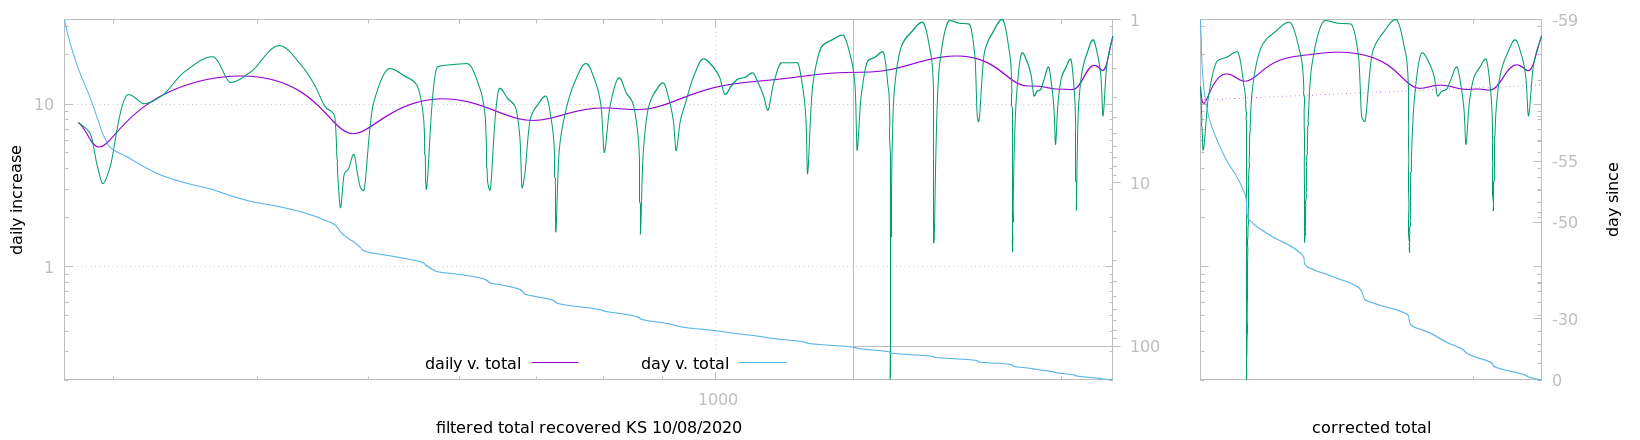 daily increase
10
1
daily v. total
day v. total
1000
filtered total recovered KS 10/08/2020
1
10
100
-59
-55
-50
-30
0
day since
corrected total